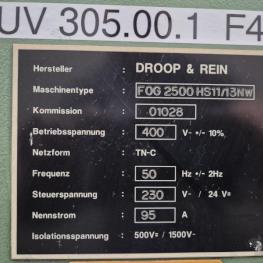 UV 305.00.1 F4
Hersteller : DROOP & REIN
Maschinentype : FOG 2500 HS11/13NW
Kommission : 01028
Betriebsspannung : 400 V~ +/- 10%
Netzform : TN-C
Frequenz : 50 Hz +/- 2Hz
Steuerspannung : 230 V~ / 24 V=
Nennstrom : 95 A
Isolationsspannung : 500V= / 1500V~